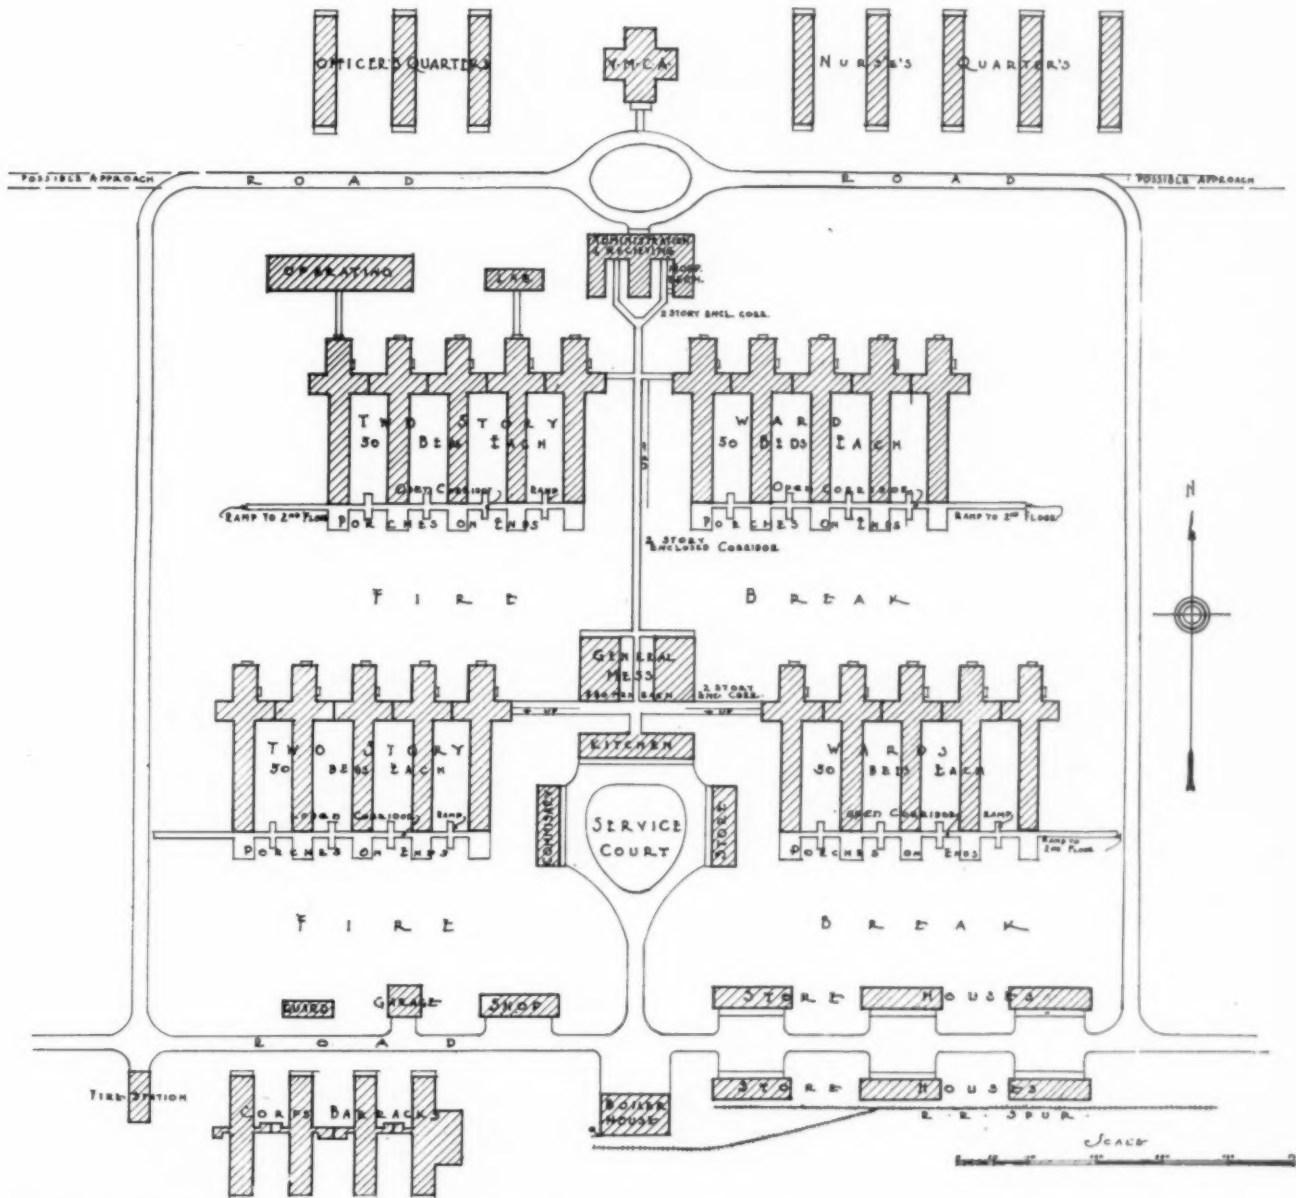 OFFICER'S QUARTERS
Y·M·C·A·
NURSE'S QUARTER'S
POSSIBLE APPROACH
ROAD
ROAD
POSSIBLE APPROACH
ADMINISTRATION
& RECIEVING
OPERATING
LAB
2 STORY ENCL. CORR.
TWO STORY
50 BEDS EACH
WARD
50 BEDS EACH
OPEN CORRIDOR
RAMP
OPEN CORRIDOR
RAMP TO 2ND FLOOR
PORCHES ON ENDS
PORCHES ON ENDS
RAMP TO 2ND FLOOR
2 STORY
ENCLOSED CORRIDOR
FIRE
BREAK
N
GENERAL
MESS
2 STORY
ENC. CORR.
UP
UP
KITCHEN
TWO STORY
50 BEDS EACH
WARDS
50 BEDS EACH
OPEN CORRIDOR
RAMP
COMMISARY
SERVICE
COURT
STORE
OPEN CORRIDOR
RAMP
PORCHES ON ENDS
PORCHES ON ENDS
RAMP TO
2ND FLOOR
FIRE
BREAK
GUARD
GARAGE
SHOP
STORE HOUSES
ROAD
FIRE STATION
CORPS BARRACKS
BOILER
HOUSE
STORE HOUSES
R·R·SPUR·
SCALE